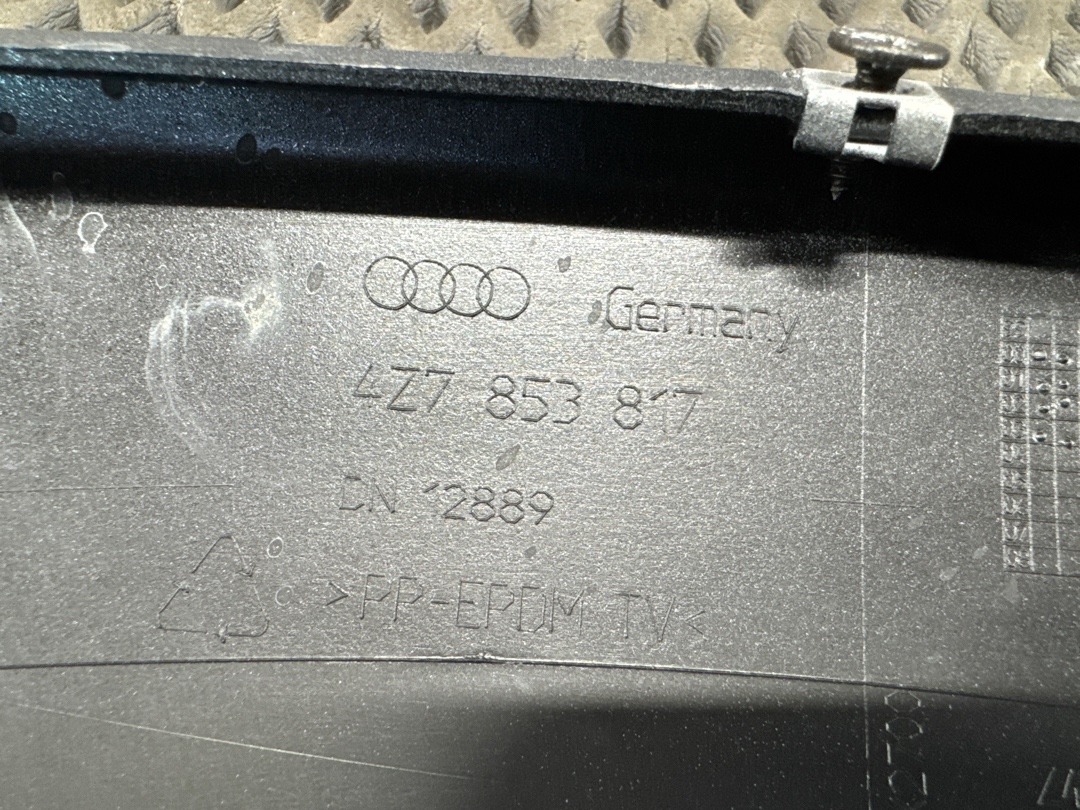 Germany
4Z7 853 817
DN 12889
>PP-EPDM TV<